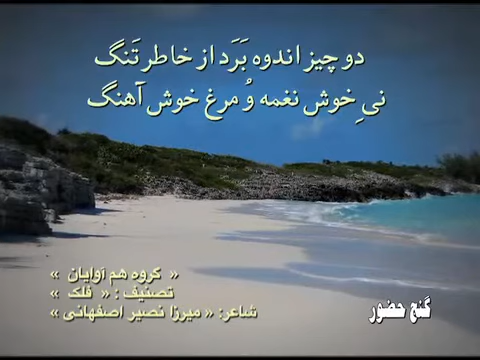 دو چیز اندوه بَرَد از خاطر تَنگ
نیِ خوش نغمه وُ مرغ خوش آهنگ
« گروه هم آوایان »
تصنیف : « فلک »
شاعر: « میرزا نصیر اصفهانی »
گنج حضور